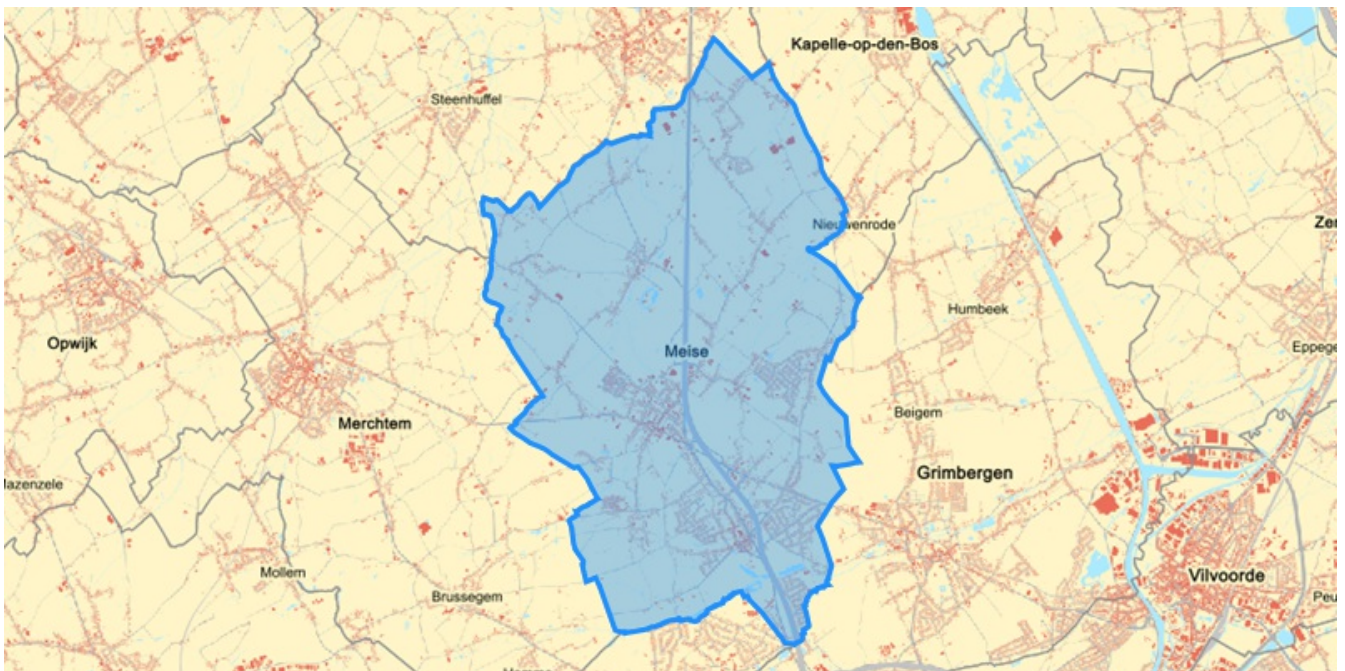 Kapelle-op-den-Bos
Steenhuffel
Nieuwenrode
Humbeek
Opwijk
Meise
Beigem
Merchtem
Grimbergen
Mollem
Vilvoorde
Brussegem